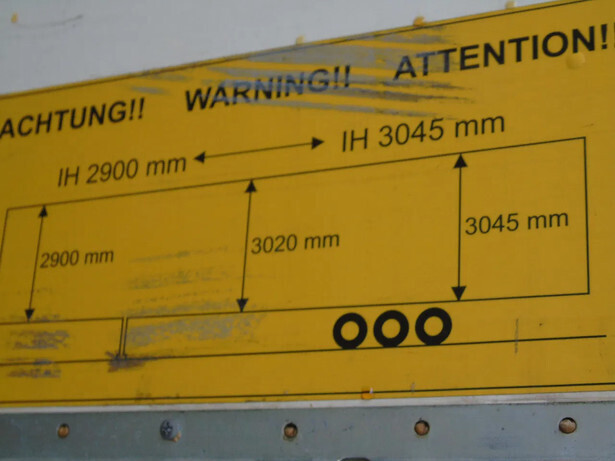 ACHTUNG!! WARNING!! ATTENTION!!
IH 2900 mm IH 3045 mm
2900 mm 3020 mm 3045 mm